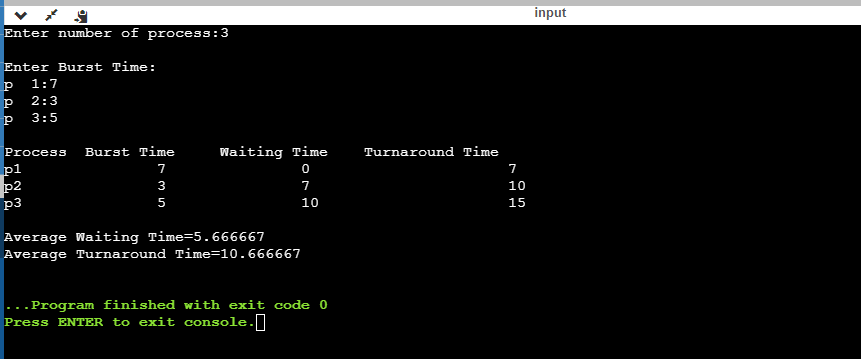 input
Enter number of process:3
Enter Burst Time:
p  1:7
p  2:3
p  3:5
Process  Burst Time     Waiting Time    Turnaround Time
p1               7               0                      7
p2               3               7                      10
p3               5               10                     15
Average Waiting Time=5.666667
Average Turnaround Time=10.666667
...Program finished with exit code 0
Press ENTER to exit console.